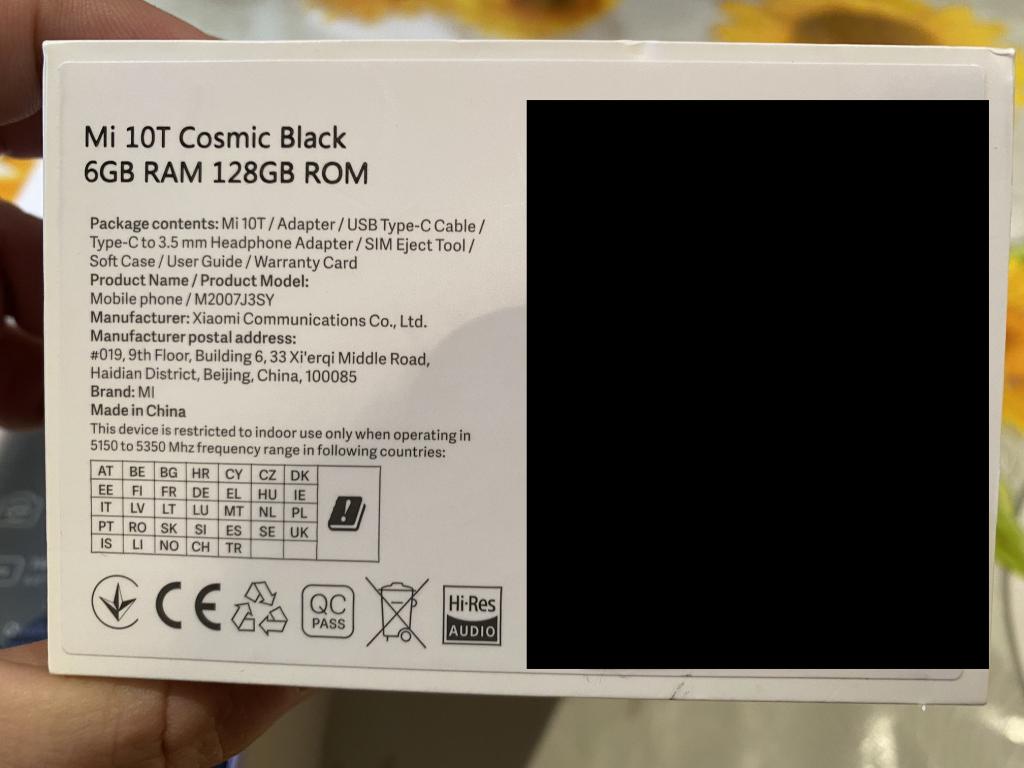 Mi 10T Cosmic Black
6GB RAM 128GB ROM
Package contents: Mi 10T / Adapter / USB Type-C Cable /
Type-C to 3.5 mm Headphone Adapter / SIM Eject Tool /
Soft Case / User Guide / Warranty Card
Product Name / Product Model:
Mobile phone / M2007J3SY
Manufacturer: Xiaomi Communications Co., Ltd.
Manufacturer postal address:
#019, 9th Floor, Building 6, 33 Xi'erqi Middle Road,
Haidian District, Beijing, China, 100085
Brand: MI
Made in China
This device is restricted to indoor use only when operating in
5150 to 5350 Mhz frequency range in following countries:
AT BE BG HR CY CZ DK
EE FI FR DE EL HU IE
IT LV LT LU MT NL PL
PT RO SK SI ES SE UK
IS LI NO CH TR
CE
QC
PASS
Hi-Res
AUDIO